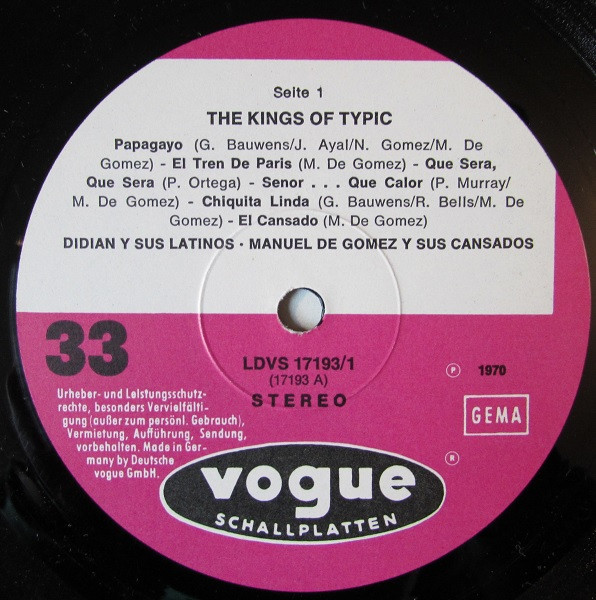 Seite 1
THE KINGS OF TYPIC
Papagayo (G. Bauwens/J. Ayal/N. Gomez/M. De
Gomez) - El Tren De Paris (M. De Gomez) - Que Sera,
Que Sera (P. Ortega) - Senor . . . Que Calor (P. Murray/
M. De Gomez) - Chiquita Linda (G. Bauwens/R. Bells/M. De
Gomez) - El Cansado (M. De Gomez)
DIDIAN Y SUS LATINOS · MANUEL DE GOMEZ Y SUS CANSADOS
33
LDVS 17193/1
(17193 A)
STEREO
Ⓟ 1970
GEMA
Urheber- und Leistungsschutz-
rechte, besonders Vervielfälti-
gung (außer zum persönl. Gebrauch),
Vermietung, Aufführung, Sendung,
vorbehalten. Made in Ger-
many by Deutsche
vogue GmbH.
®
vogue
SCHALLPLATTEN